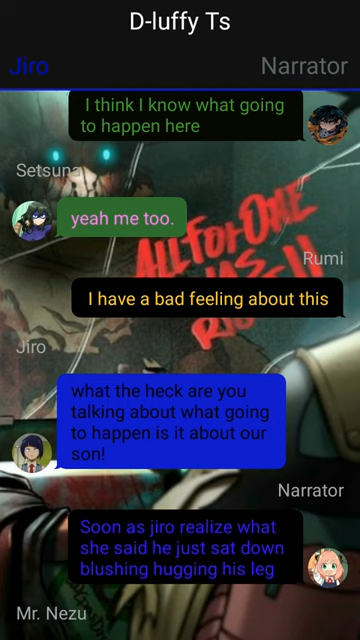 D-luffy Ts
Jiro
Narrator
I think I know what going
to happen here
Setsuna
yeah me too.
ALL FOR ONE
Rumi
I have a bad feeling about this
Jiro
what the heck are you
talking about what going
to happen is it about our
son!
Narrator
Soon as jiro realize what
she said he just sat down
blushing hugging his leg
Mr. Nezu